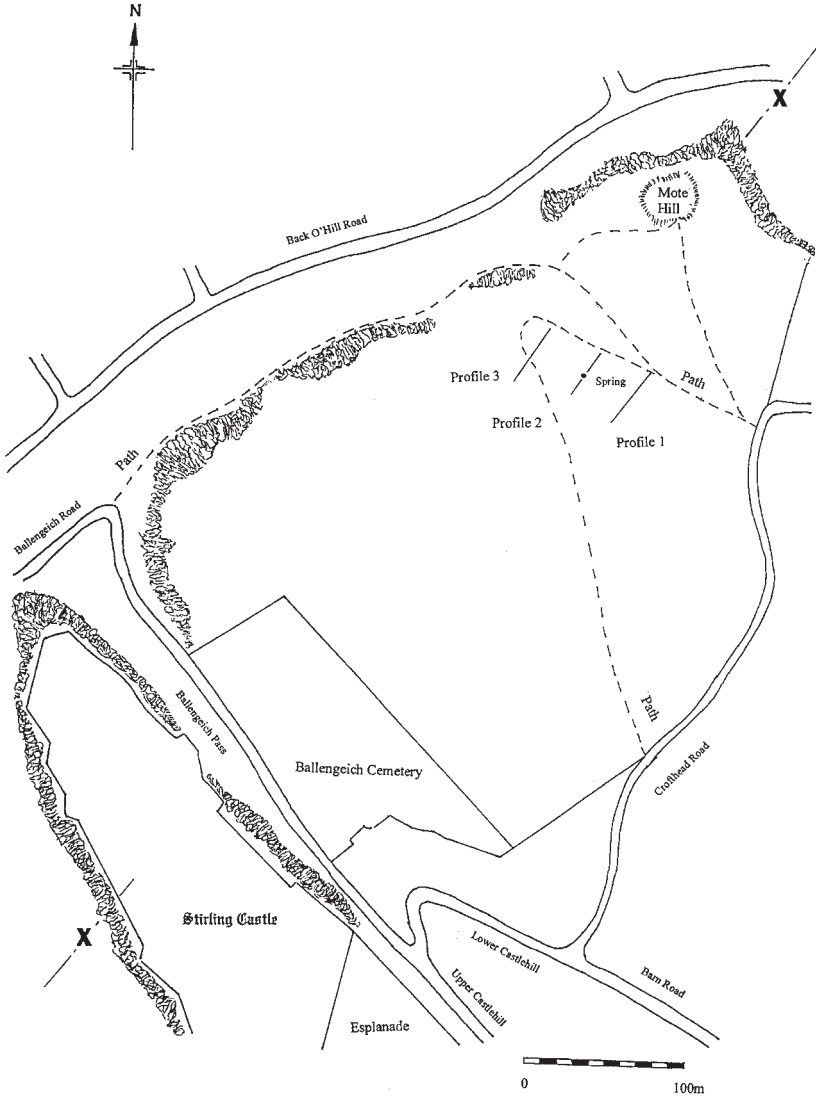 N
X
Mote
Hill
Back O'Hill Road
Profile 3
Spring
Path
Profile 2
Profile 1
Path
Ballengeich Road
Path
Ballengeich Pass
Ballengeich Cemetery
Crofthead Road
Stirling Castle
X
Lower Castlehill
Barn Road
Upper Castlehill
Esplanade
0
100m